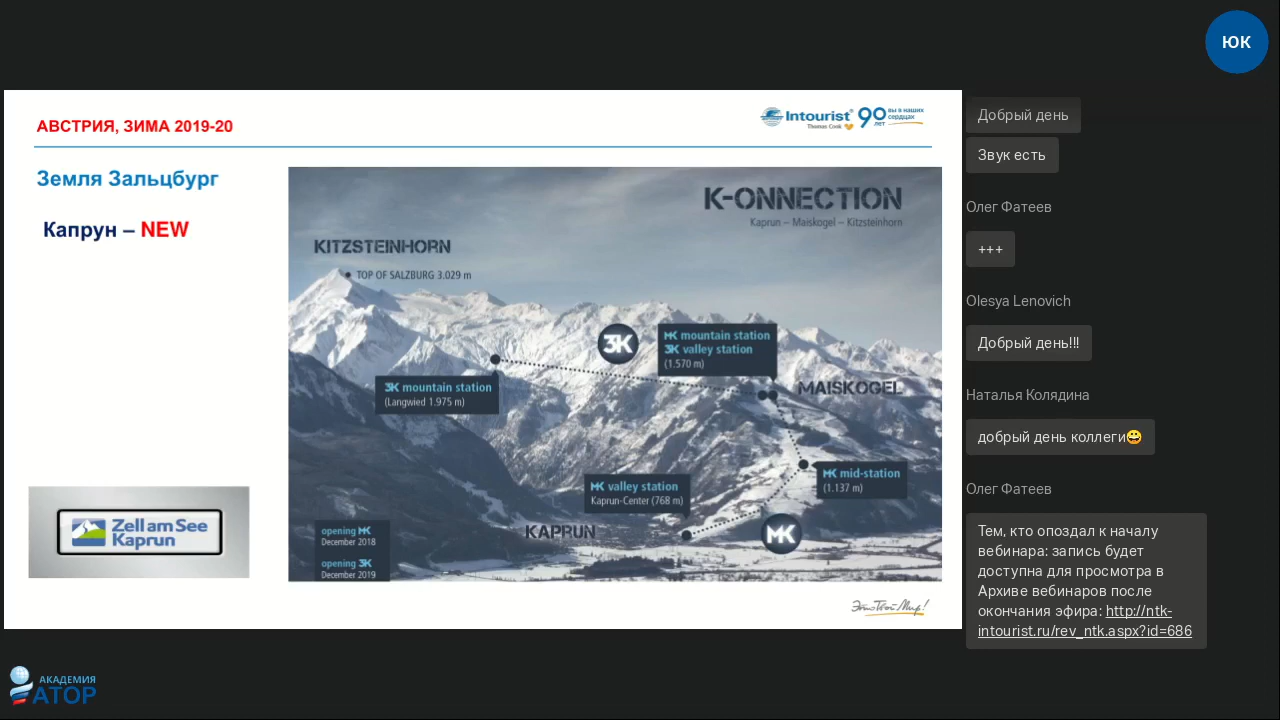 ЮК
АВСТРИЯ, ЗИМА 2019-20
Intourist
Thomas Cook
90 лет
вы в наших
сердцах
Земля Зальцбург
Капрун – NEW
K-ONNECTION
Kaprun – Maiskogel – Kitzsteinhorn
KITZSTEINHORN
TOP OF SALZBURG 3.029 m
3K
MK mountain station
3K valley station
(1.570 m)
3K mountain station
(Langwied 1.975 m)
MAISKOGEL
MK mid-station
(1.137 m)
MK valley station
Kaprun-Center (768 m)
KAPRUN
MK
opening MK
December 2018
opening 3K
December 2019
Zell am See
Kaprun
Это Твой Мир!
АКАДЕМИЯ
АТОР
Добрый день
Звук есть
Олег Фатеев
+++
Olesya Lenovich
Добрый день!!!
Наталья Колядина
добрый день коллеги😀
Олег Фатеев
Тем, кто опоздал к началу
вебинара: запись будет
доступна для просмотра в
Архиве вебинаров после
окончания эфира: http://ntk-
intourist.ru/rev_ntk.aspx?id=686